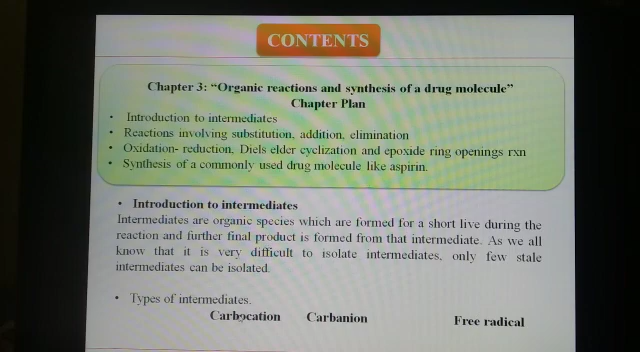 CONTENTS
Chapter 3: “Organic reactions and synthesis of a drug molecule”
Chapter Plan
• Introduction to intermediates
• Reactions involving substitution, addition, elimination
• Oxidation- reduction, Diels elder cyclization and epoxide ring openings rxn
• Synthesis of a commonly used drug molecule like aspirin.
• Introduction to intermediates
Intermediates are organic species which are formed for a short live during the
reaction and further final product is formed from that intermediate. As we all
know that it is very difficult to isolate intermediates, only few stale
intermediates can be isolated.
• Types of intermediates.
Carbocation Carbanion Free radical